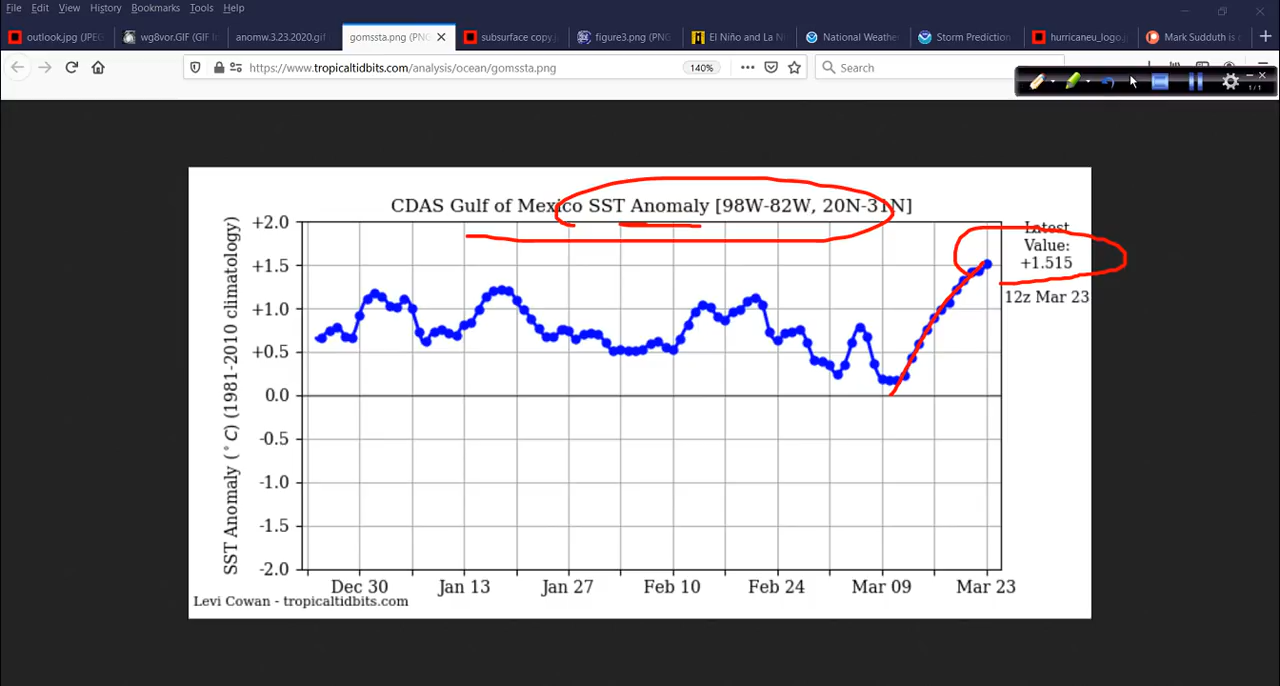 File Edit View History Bookmarks Tools Help
outlook.jpg (JPEG wg8vor.GIF (GIF I anomw.3.23.2020.gif gomssta.png (PNG subsurface copy. figure3.png (PNG El Niño and La N National Weathe Storm Prediction hurricaneu_logo.j Mark Sudduth is c
https://www.tropicaltidbits.com/analysis/ocean/gomssta.png 140% Search
1/1
CDAS Gulf of Mexico SST Anomaly [98W-82W, 20N-31N]
Latest
Value:
+1.515
12z Mar 23
SST Anomaly (°C) (1981-2010 climatology)
+2.0
+1.5
+1.0
+0.5
0.0
-0.5
-1.0
-1.5
-2.0
Dec 30 Jan 13 Jan 27 Feb 10 Feb 24 Mar 09 Mar 23
Levi Cowan - tropicaltidbits.com